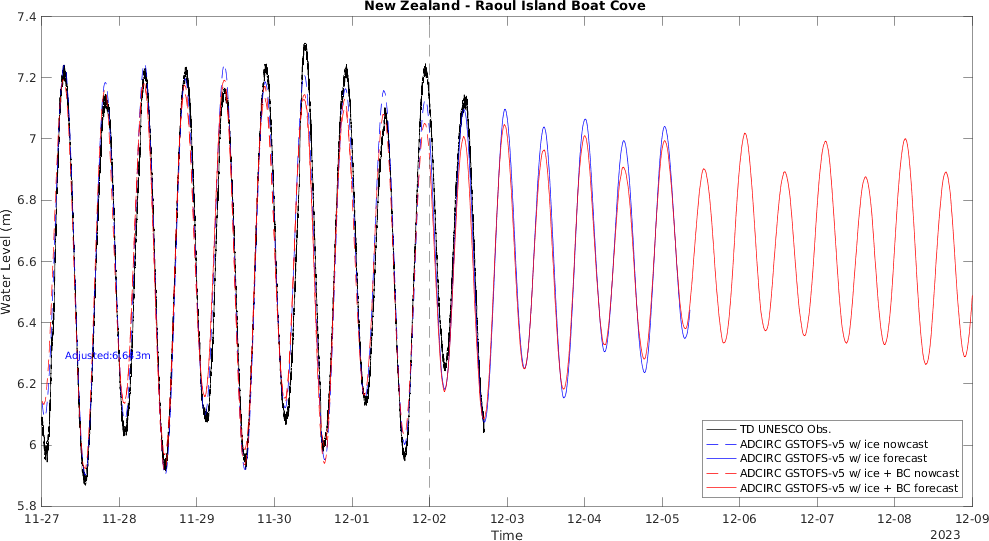 New Zealand - Raoul Island Boat Cove
7.4
7.2
7
6.8
6.6
6.4
6.2
6
5.8
Water Level (m)
Adjusted:6.643m
TD UNESCO Obs.
ADCIRC GSTOFS-v5 w/ ice nowcast
ADCIRC GSTOFS-v5 w/ ice forecast
ADCIRC GSTOFS-v5 w/ ice + BC nowcast
ADCIRC GSTOFS-v5 w/ ice + BC forecast
11-27 11-28 11-29 11-30 12-01 12-02 12-03 12-04 12-05 12-06 12-07 12-08 12-09
Time
2023